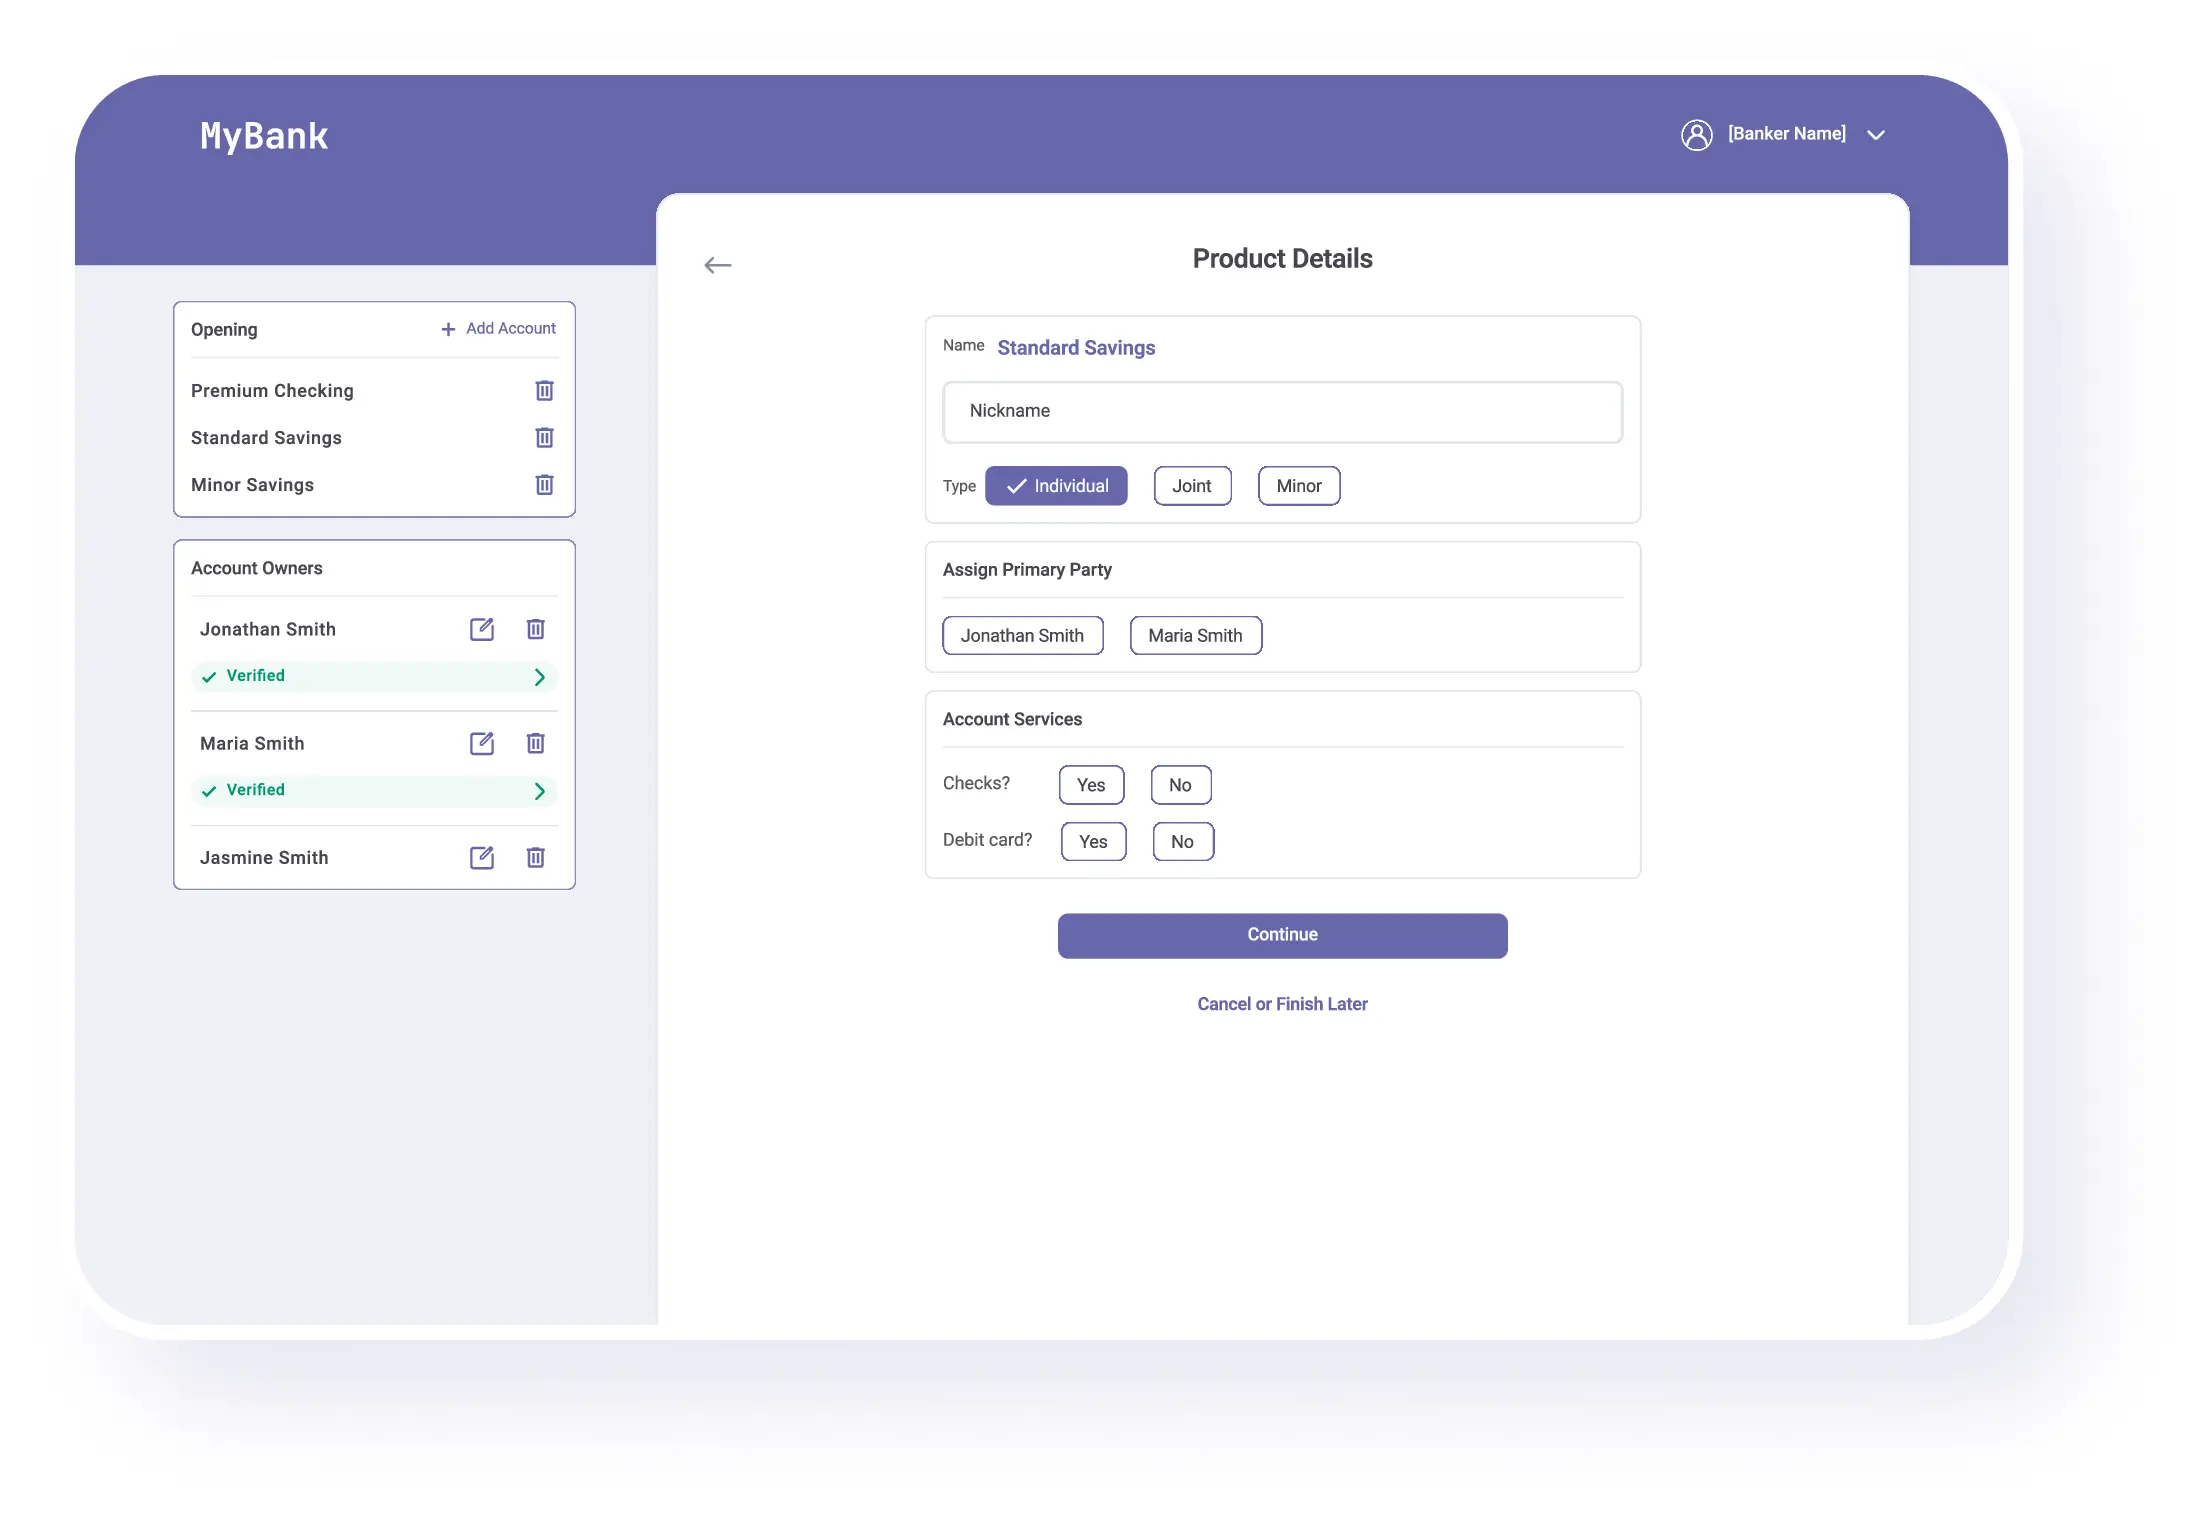 MyBank
[Banker Name]
Opening
Add Account
Premium Checking
Standard Savings
Minor Savings
Account Owners
Jonathan Smith
Verified
Maria Smith
Verified
Jasmine Smith
Product Details
Name Standard Savings
Nickname
Type Individual Joint Minor
Assign Primary Party
Jonathan Smith Maria Smith
Account Services
Checks? Yes No
Debit card? Yes No
Continue
Cancel or Finish Later